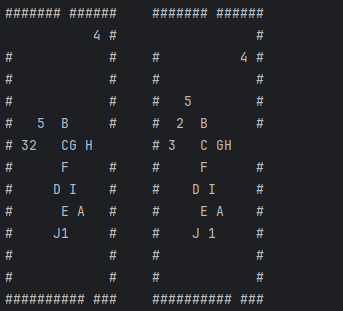 ####### ######    ####### ######
           4 #                 #
#            #    #          4 #
#            #    #            #
#            #    #   5        #
#   5  B     #    #  2  B      #
# 32   CG H       # 3   C GH
#      F     #    #     F      #
#     D I    #    #    D I     #
#      E A   #    #     E A    #
#     J1     #    #    J 1     #
#            #    #            #
#            #    #            #
########## ###    ########## ###